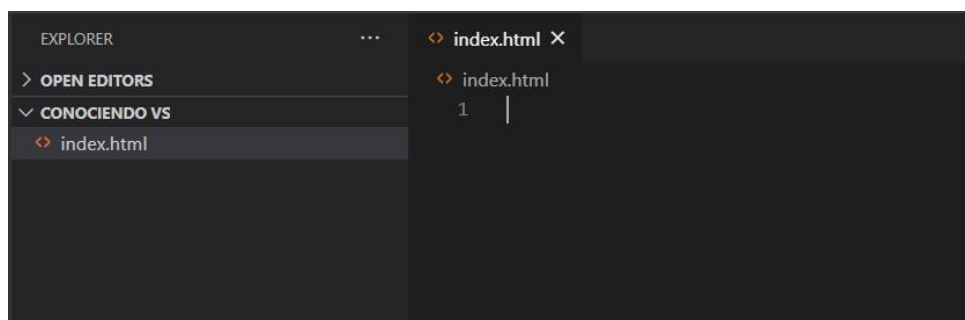 EXPLORER ...
OPEN EDITORS
CONOCIENDO VS
index.html
index.html
index.html
1